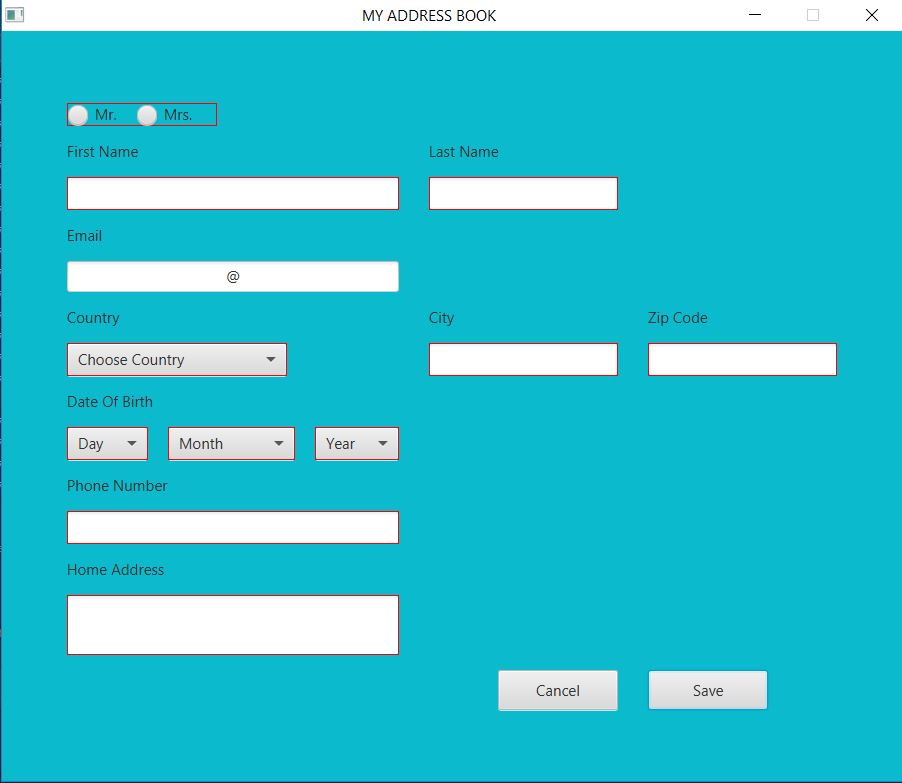 MY ADDRESS BOOK
Mr. Mrs.
First Name Last Name
Email
@
Country City Zip Code
Choose Country
Date Of Birth
Day Month Year
Phone Number
Home Address
Cancel Save